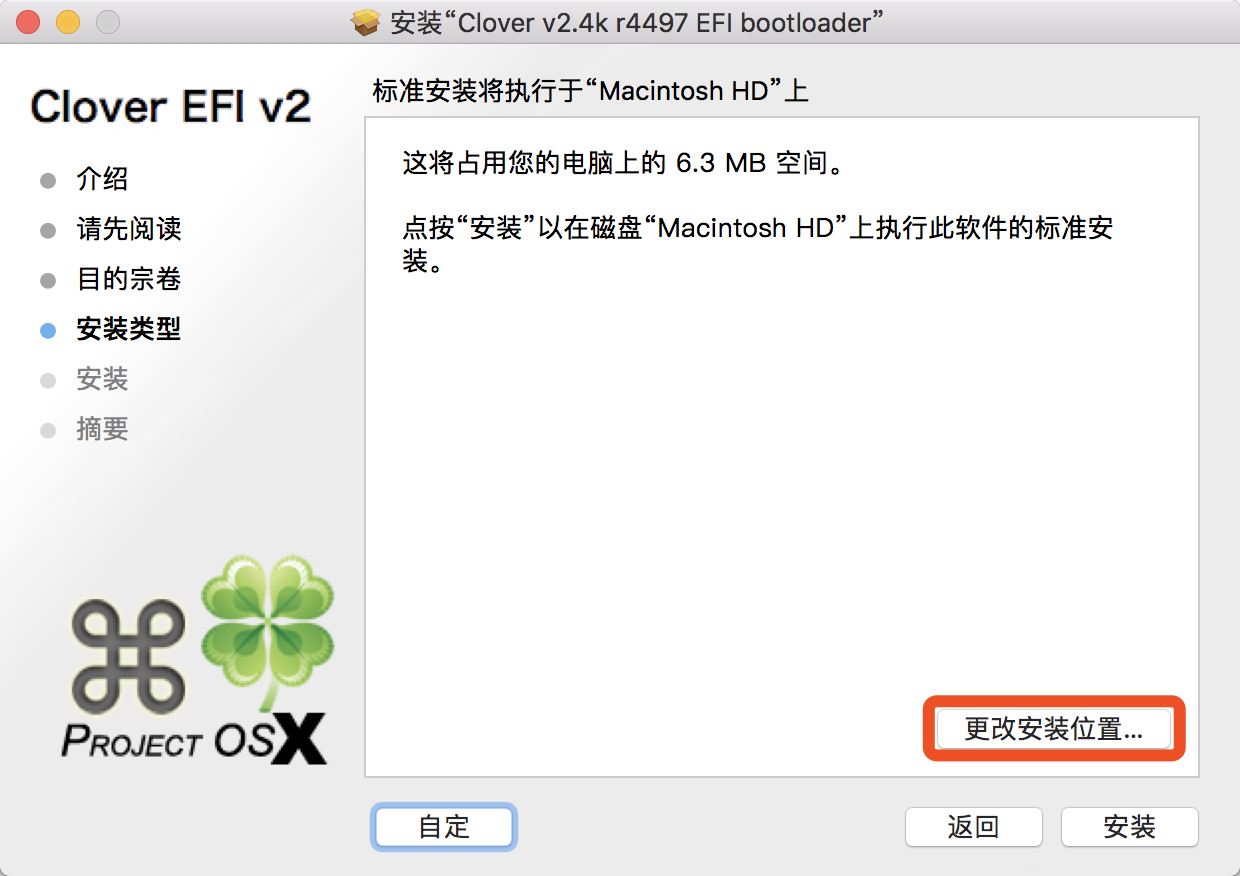 安装“Clover v2.4k r4497 EFI bootloader”
Clover EFI v2
介绍
请先阅读
目的宗卷
安装类型
安装
摘要
PROJECT OSX
标准安装将执行于“Macintosh HD”上
这将占用您的电脑上的 6.3 MB 空间。
点按“安装”以在磁盘“Macintosh HD”上执行此软件的标准安
装。
更改安装位置...
自定
返回
安装